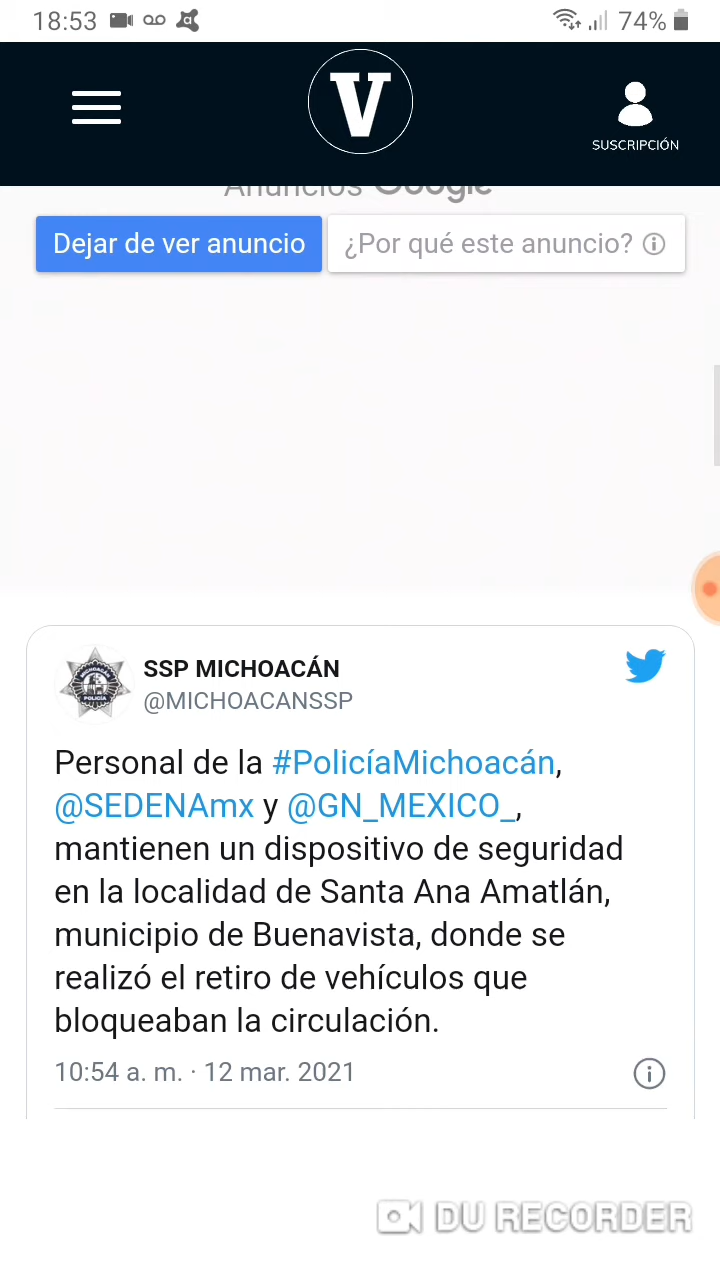 18:53
74%
V
SUSCRIPCIÓN
Anuncios Google
Dejar de ver anuncio
¿Por qué este anuncio?
SSP MICHOACÁN
@MICHOACANSSP
Personal de la #PolicíaMichoacán,
@SEDENAmx y @GN_MEXICO_,
mantienen un dispositivo de seguridad
en la localidad de Santa Ana Amatlán,
municipio de Buenavista, donde se
realizó el retiro de vehículos que
bloqueaban la circulación.
10:54 a. m. · 12 mar. 2021
DU RECORDER